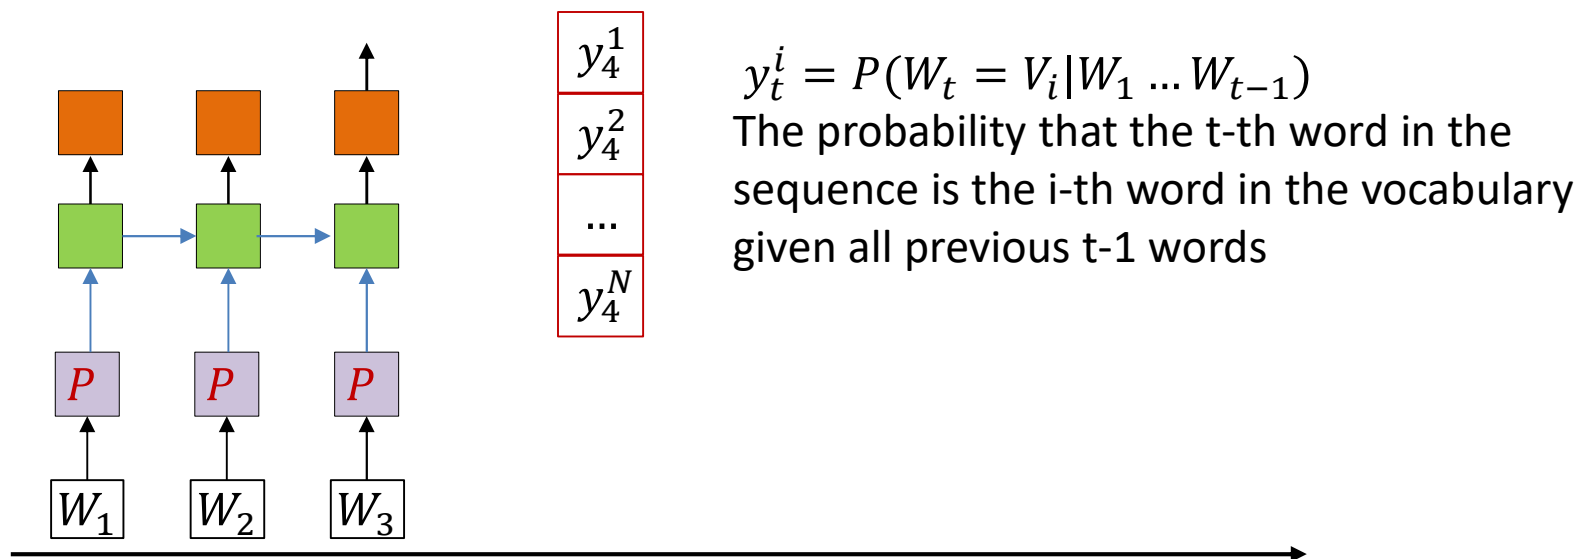 y_4^1
y_4^2
...
y_4^N
y_t^i = P(W_t = V_i|W_1 ... W_{t−1})
The probability that the t-th word in the
sequence is the i-th word in the vocabulary
given all previous t-1 words
P P P
W_1 W_2 W_3